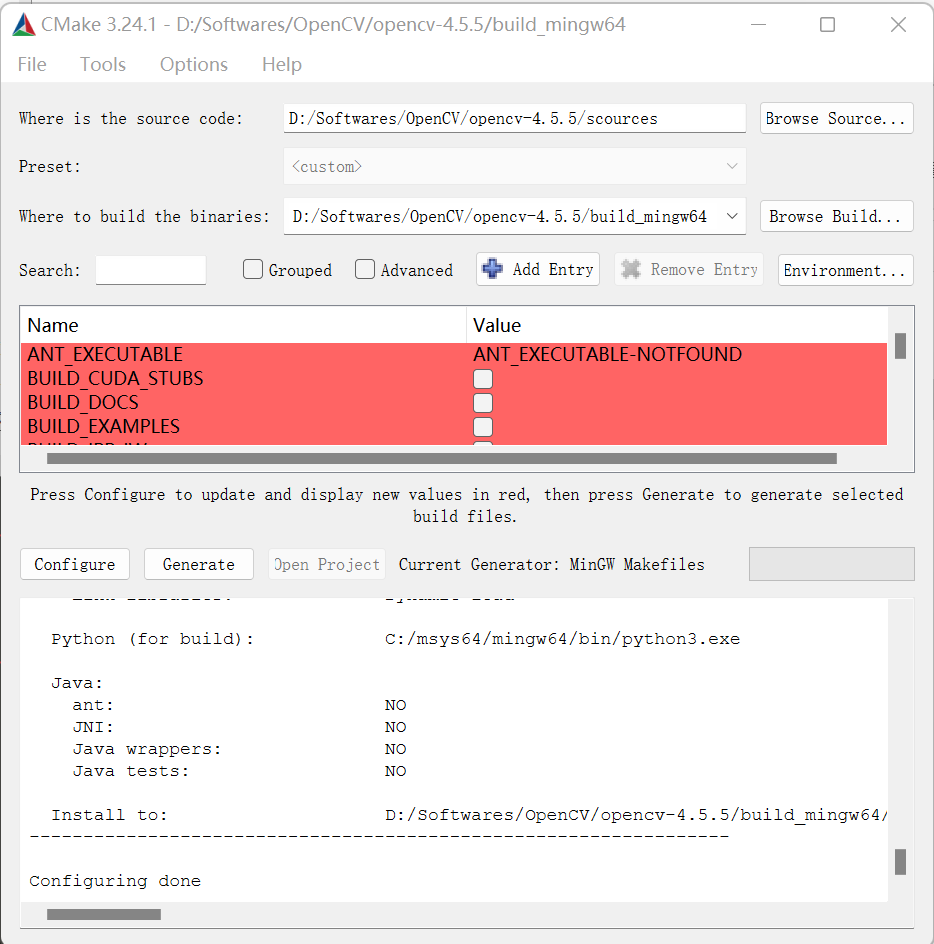 CMake 3.24.1 - D:/Softwares/OpenCV/opencv-4.5.5/build_mingw64
File Tools Options Help
Where is the source code: D:/Softwares/OpenCV/opencv-4.5.5/scources Browse Source...
Preset: <custom>
Where to build the binaries: D:/Softwares/OpenCV/opencv-4.5.5/build_mingw64 Browse Build...
Search: Grouped Advanced Add Entry Remove Entry Environment...
Name Value
ANT_EXECUTABLE ANT_EXECUTABLE-NOTFOUND
BUILD_CUDA_STUBS
BUILD_DOCS
BUILD_EXAMPLES
Press Configure to update and display new values in red, then press Generate to generate selected
build files.
Configure Generate Open Project Current Generator: MinGW Makefiles
Python (for build): C:/msys64/mingw64/bin/python3.exe
Java:
ant: NO
JNI: NO
Java wrappers: NO
Java tests: NO
Install to: D:/Softwares/OpenCV/opencv-4.5.5/build_mingw64/
-----------------------------------------------------------------
Configuring done